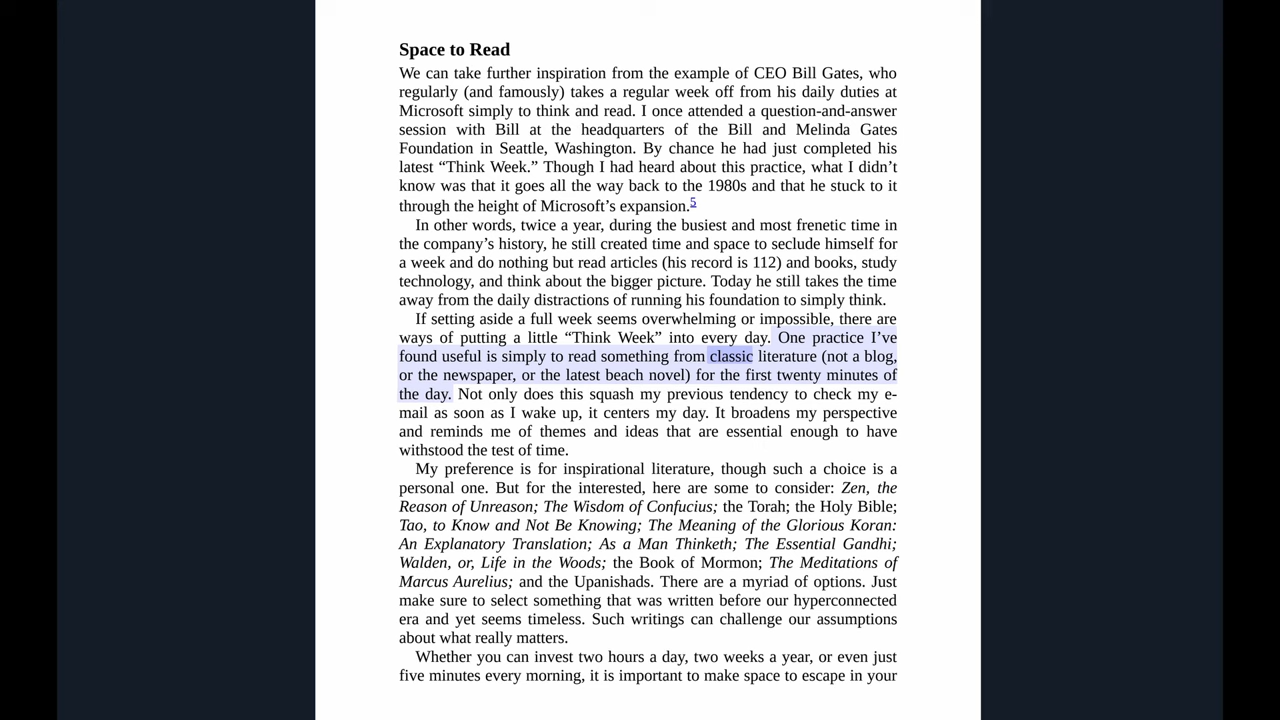 Space to Read
We can take further inspiration from the example of CEO Bill Gates, who
regularly (and famously) takes a regular week off from his daily duties at
Microsoft simply to think and read. I once attended a question-and-answer
session with Bill at the headquarters of the Bill and Melinda Gates
Foundation in Seattle, Washington. By chance he had just completed his
latest “Think Week.” Though I had heard about this practice, what I didn’t
know was that it goes all the way back to the 1980s and that he stuck to it
through the height of Microsoft’s expansion.5
In other words, twice a year, during the busiest and most frenetic time in
the company’s history, he still created time and space to seclude himself for
a week and do nothing but read articles (his record is 112) and books, study
technology, and think about the bigger picture. Today he still takes the time
away from the daily distractions of running his foundation to simply think.
If setting aside a full week seems overwhelming or impossible, there are
ways of putting a little “Think Week” into every day. One practice I’ve
found useful is simply to read something from classic literature (not a blog,
or the newspaper, or the latest beach novel) for the first twenty minutes of
the day. Not only does this squash my previous tendency to check my e-
mail as soon as I wake up, it centers my day. It broadens my perspective
and reminds me of themes and ideas that are essential enough to have
withstood the test of time.
My preference is for inspirational literature, though such a choice is a
personal one. But for the interested, here are some to consider: Zen, the
Reason of Unreason; The Wisdom of Confucius; the Torah; the Holy Bible;
Tao, to Know and Not Be Knowing; The Meaning of the Glorious Koran:
An Explanatory Translation; As a Man Thinketh; The Essential Gandhi;
Walden, or, Life in the Woods; the Book of Mormon; The Meditations of
Marcus Aurelius; and the Upanishads. There are a myriad of options. Just
make sure to select something that was written before our hyperconnected
era and yet seems timeless. Such writings can challenge our assumptions
about what really matters.
Whether you can invest two hours a day, two weeks a year, or even just
five minutes every morning, it is important to make space to escape in your